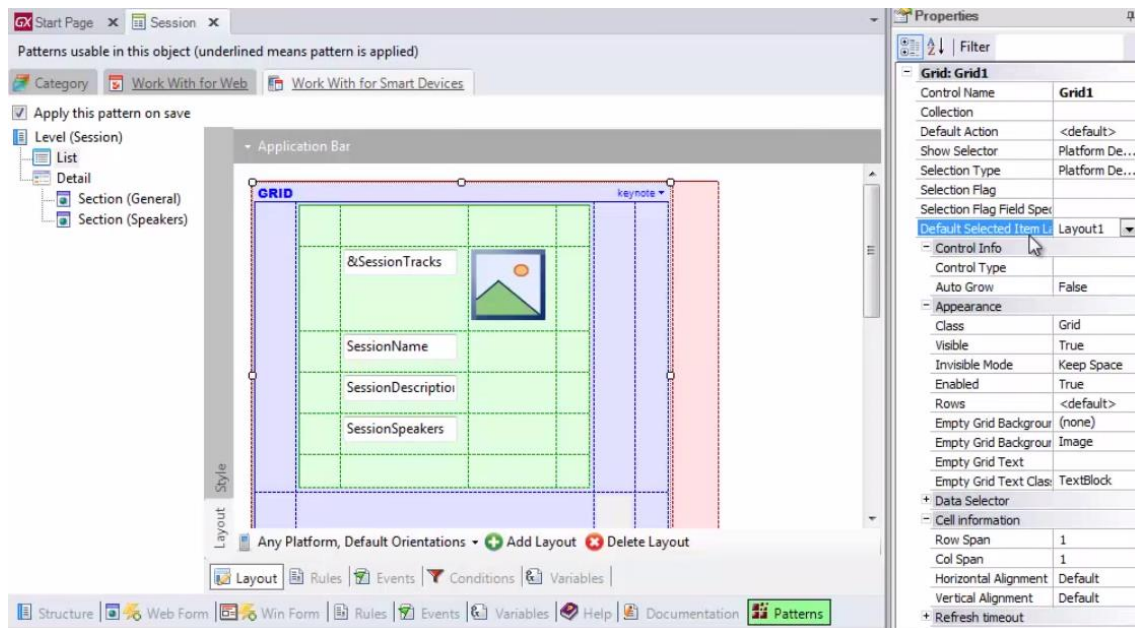 GX Start Page x Session x
Patterns usable in this object (underlined means pattern is applied)
Category Work With for Web Work With for Smart Devices
Apply this pattern on save
Level (Session)
List
Detail
Section (General)
Section (Speakers)
Application Bar
GRID keynote
&SessionTracks
SessionName
SessionDescription
SessionSpeakers
Style
Layout
Any Platform, Default Orientations Add Layout Delete Layout
Layout Rules Events Conditions Variables
Structure Web Form Win Form Rules Events Variables Help Documentation Patterns
Properties
Filter
Grid: Grid1
Control Name Grid1
Collection
Default Action <default>
Show Selector Platform De...
Selection Type Platform De...
Selection Flag
Selection Flag Field Spec
Default Selected Item La Layout1
Control Info
Control Type
Auto Grow False
Appearance
Class Grid
Visible True
Invisible Mode Keep Space
Enabled True
Rows <default>
Empty Grid Backgrour (none)
Empty Grid Backgrour Image
Empty Grid Text
Empty Grid Text Clas: TextBlock
Data Selector
Cell information
Row Span 1
Col Span 1
Horizontal Alignment Default
Vertical Alignment Default
Refresh timeout